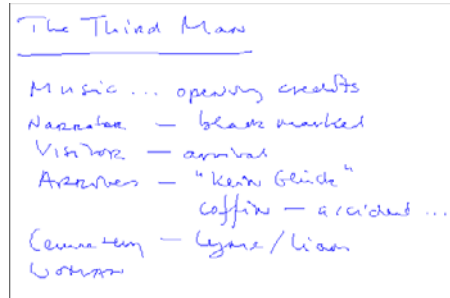 The Third Man
Music ... opening credits
Narrator — black market
Visitor — arrival
Arrives — "Kein Glück"
coffin — accident ...
Cemetery — Lyme / Liam
WOMAN